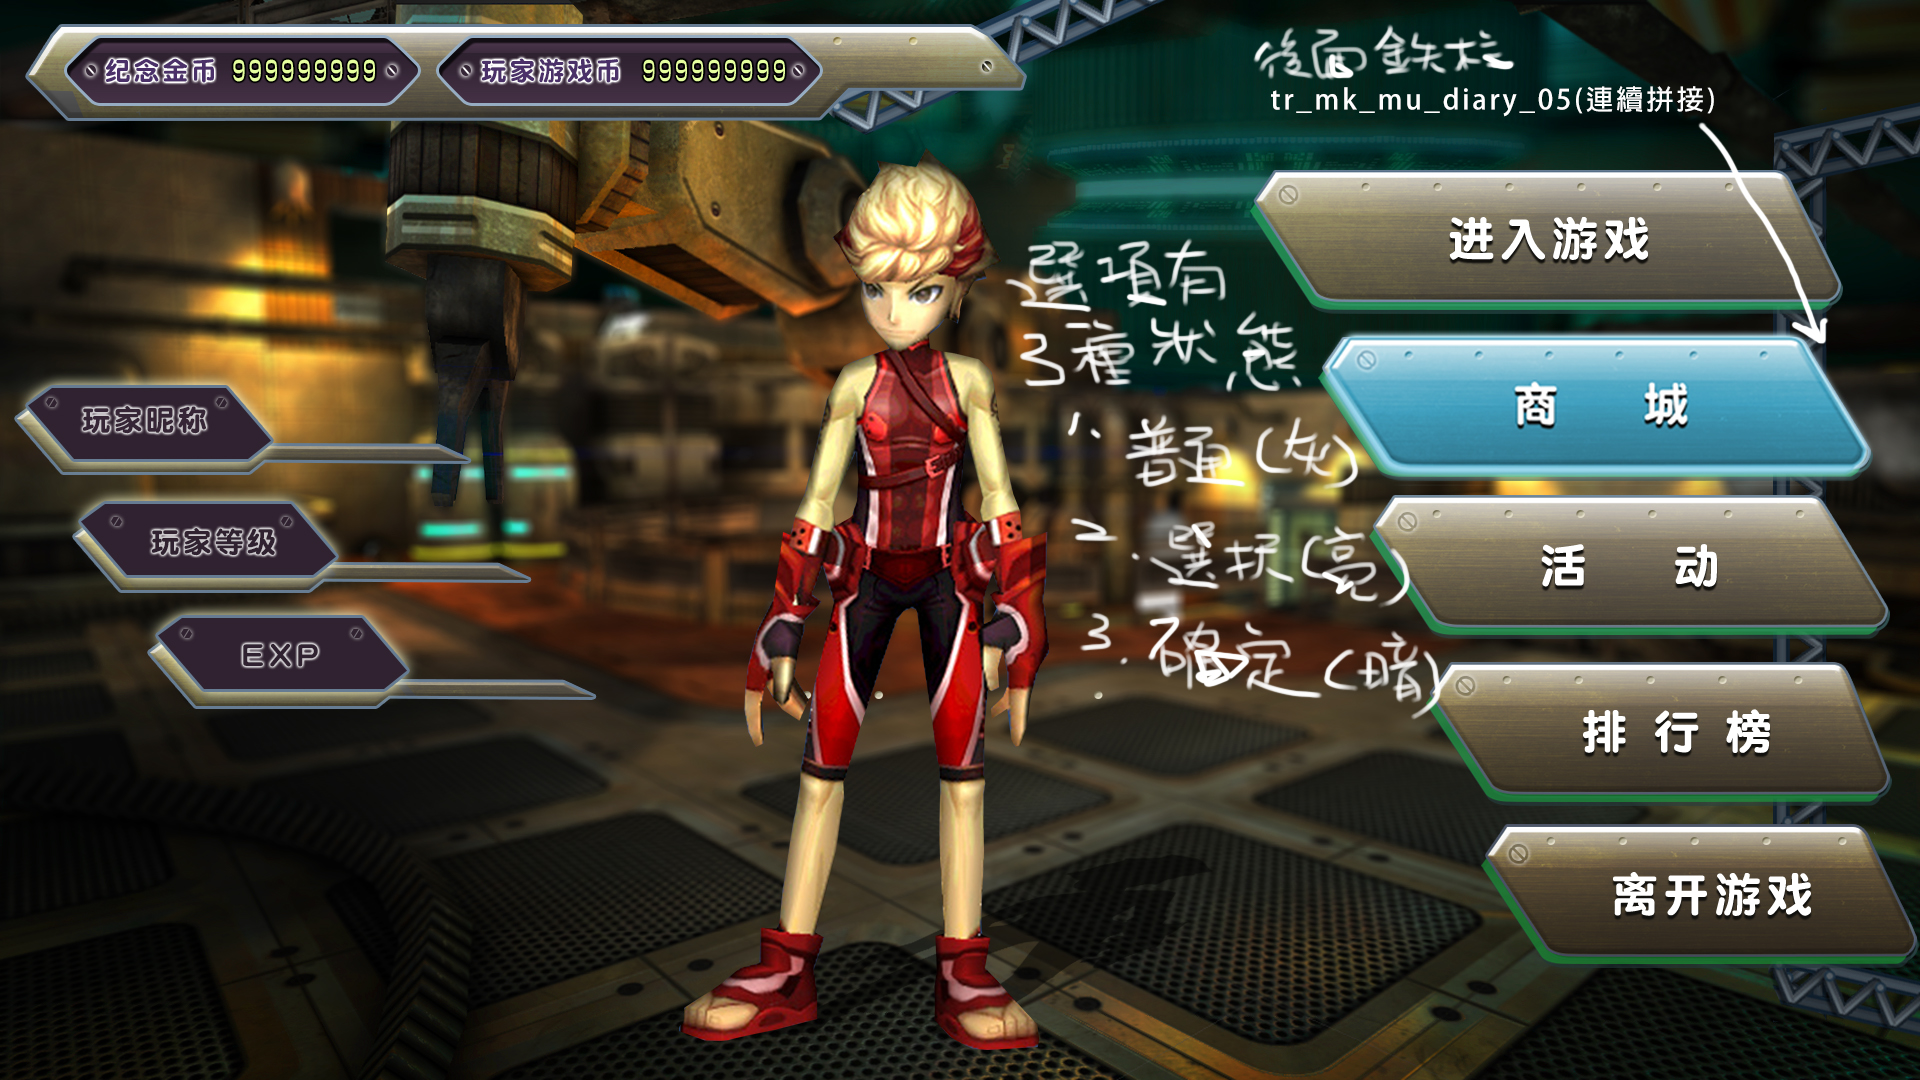 纪念金币 999999999
玩家游戏币 999999999
後面鉄柱
tr_mk_mu_diary_05(連續拼接)
进入游戏
選項有
3種狀態
商 城
1. 普通(灰)
玩家昵称
2. 選択(亮)
玩家等级
活 动
3. 確定(暗)
EXP
排行榜
离开游戏